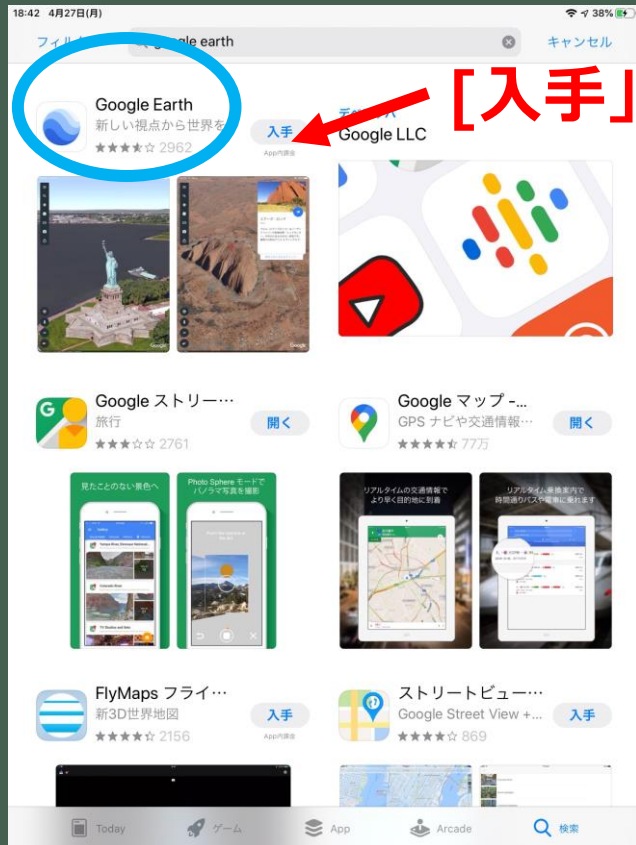 18:42 4月27日(月)
38%
google earth
キャンセル
[入手」
Google Earth
新しい視点から世界を
2962
入手
App内課金
デベロッパ
Google LLC
Google
Google
Google ストリー…
旅行
2761
開く
Google マップ -...
GPS ナビや交通情報…
77万
開く
見たことのない景色へ
Photo Sphere モードで
パノラマ写真を撮影
リアルタイムの交通情報で
より早く目的地に到着
リアルタイム乗換案内で
時間通りバスや電車に乗れます
FlyMaps フライ…
新3D世界地図
2156
入手
App内課金
ストリートビュー…
Google Street View +...
869
入手
Today
ゲーム
App
Arcade
検索